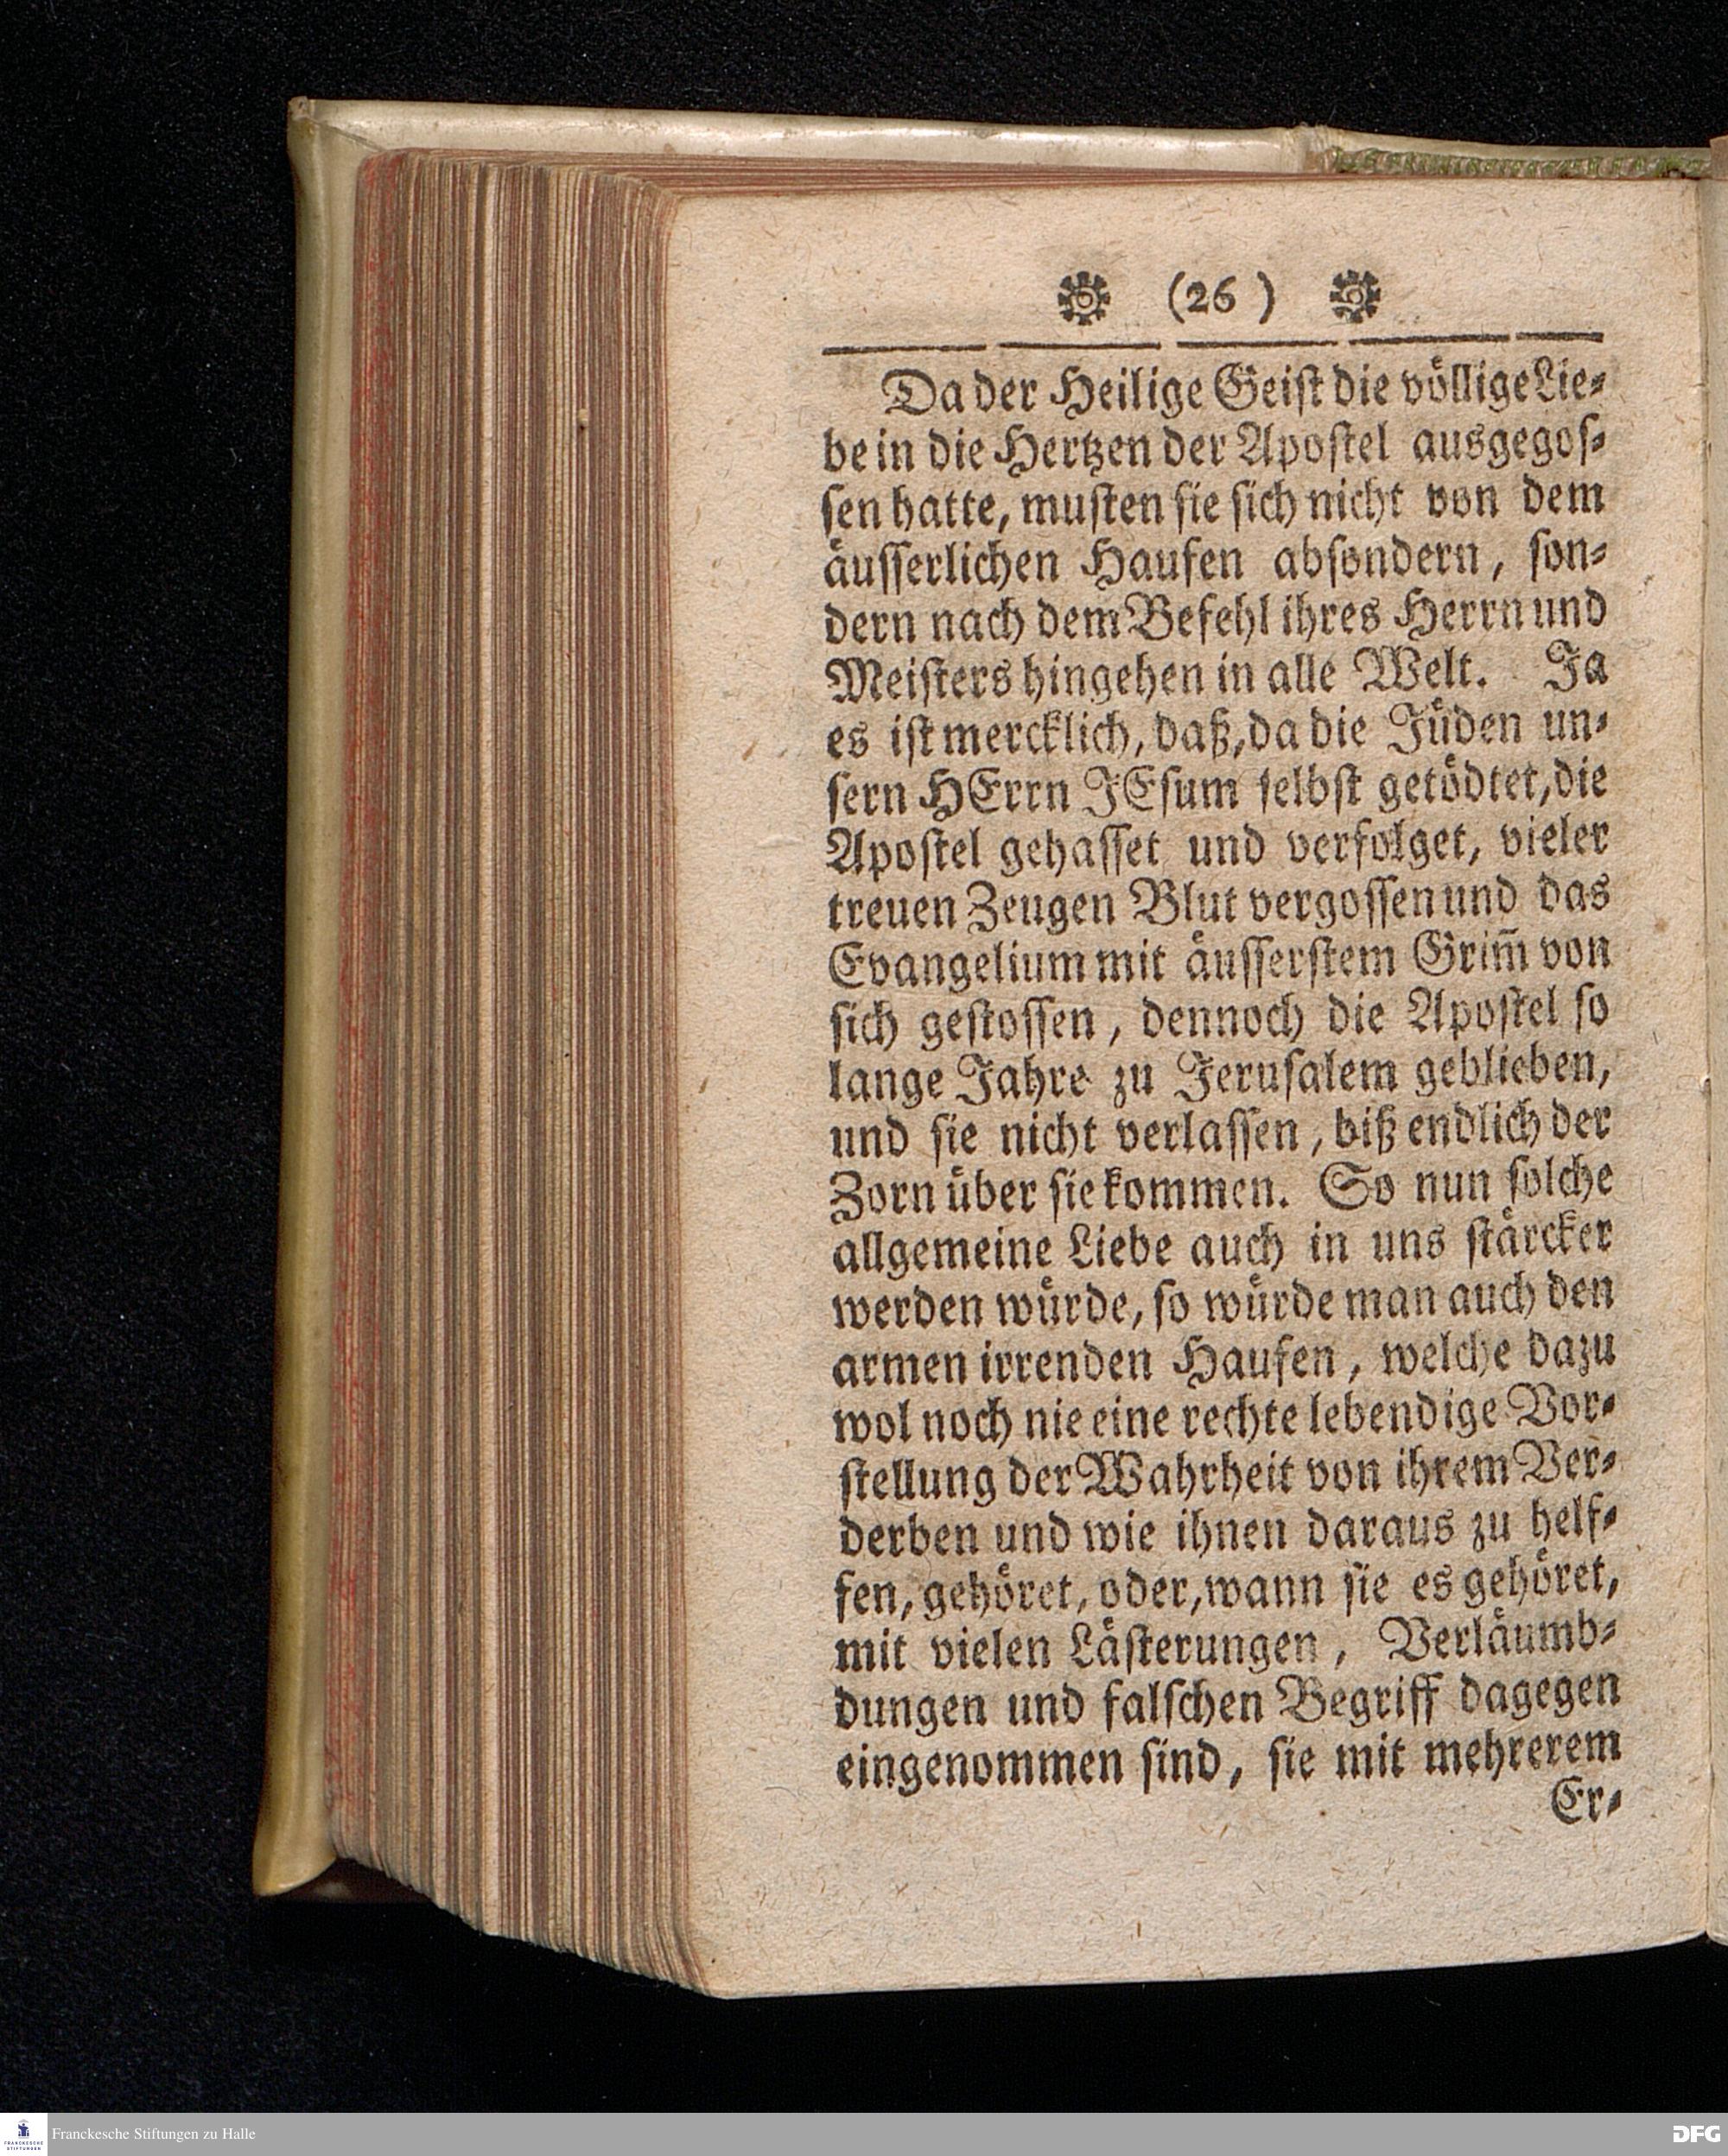 (26)
Da der Heilige Geist die völlige Lie-
be in die Hertzen der Apostel ausgegos-
sen hatte, musten sie sich nicht von dem
äusserlichen Haufen absondern, son-
dern nach dem Befehl ihres Herrn und
Meisters hingehen in alle Welt. Ja
es ist mercklich, daß, da die Jüden un-
sern HErrn JEsum selbst getödtet, die
Apostel gehasset und verfolget, vieler
treuen Zeugen Blut vergossen und das
Evangelium mit äusserstem Grim̄ von
sich gestossen, dennoch die Apostel so
lange Jahre zu Jerusalem geblieben,
und sie nicht verlassen, biß endlich der
Zorn über sie kommen. So nun solche
allgemeine Liebe auch in uns stärcker
werden würde, so würde man auch den
armen irrenden Haufen, welche dazu
wol noch nie eine rechte lebendige Vor-
stellung der Wahrheit von ihrem Ver-
derben und wie ihnen daraus zu helf-
fen, gehöret, oder, wann sie es gehöret,
mit vielen Lästerungen, Verläumb-
dungen und falschen Begriff dagegen
eingenommen sind, sie mit mehrerem
Er-
FRANCKESCHE
STIFTUNGEN
Franckesche Stiftungen zu Halle
DFG